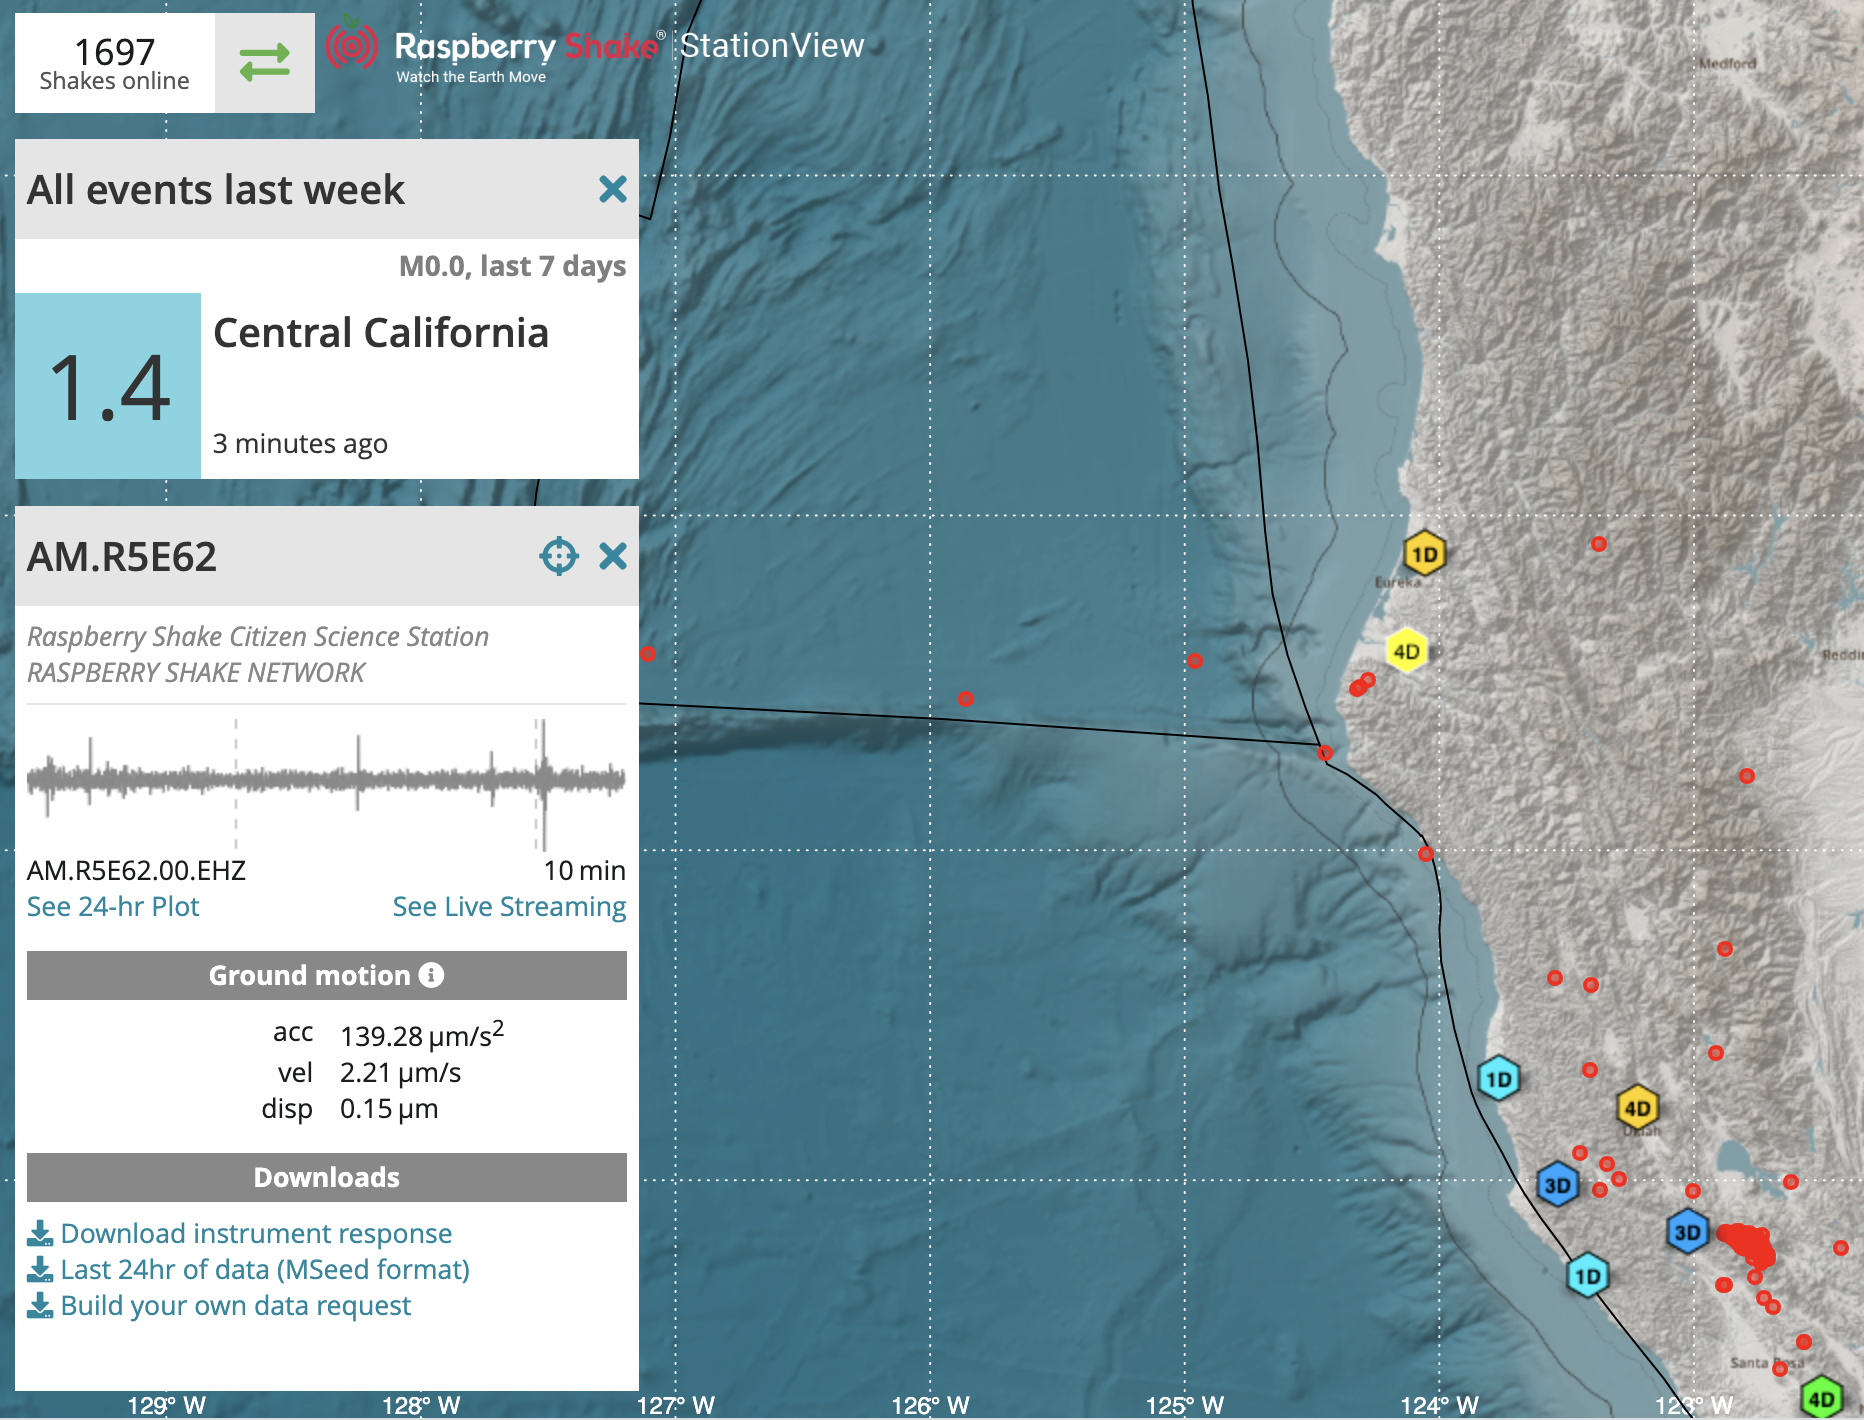 1697
Shakes online
Raspberry Shake® StationView
Watch the Earth Move
All events last week
M0.0, last 7 days
1.4
Central California
3 minutes ago
AM.R5E62
Raspberry Shake Citizen Science Station
RASPBERRY SHAKE NETWORK
AM.R5E62.00.EHZ 10 min
See 24-hr Plot See Live Streaming
Ground motion
acc 139.28 µm/s²
vel 2.21 µm/s
disp 0.15 µm
Downloads
Download instrument response
Last 24hr of data (MSeed format)
Build your own data request
Medford
1D
Eureka
4D
Reddin
1D
4D
Ukiah
3D
3D
1D
Santa Rosa
4D
129° W 128° W 127° W 126° W 125° W 124° W 123° W